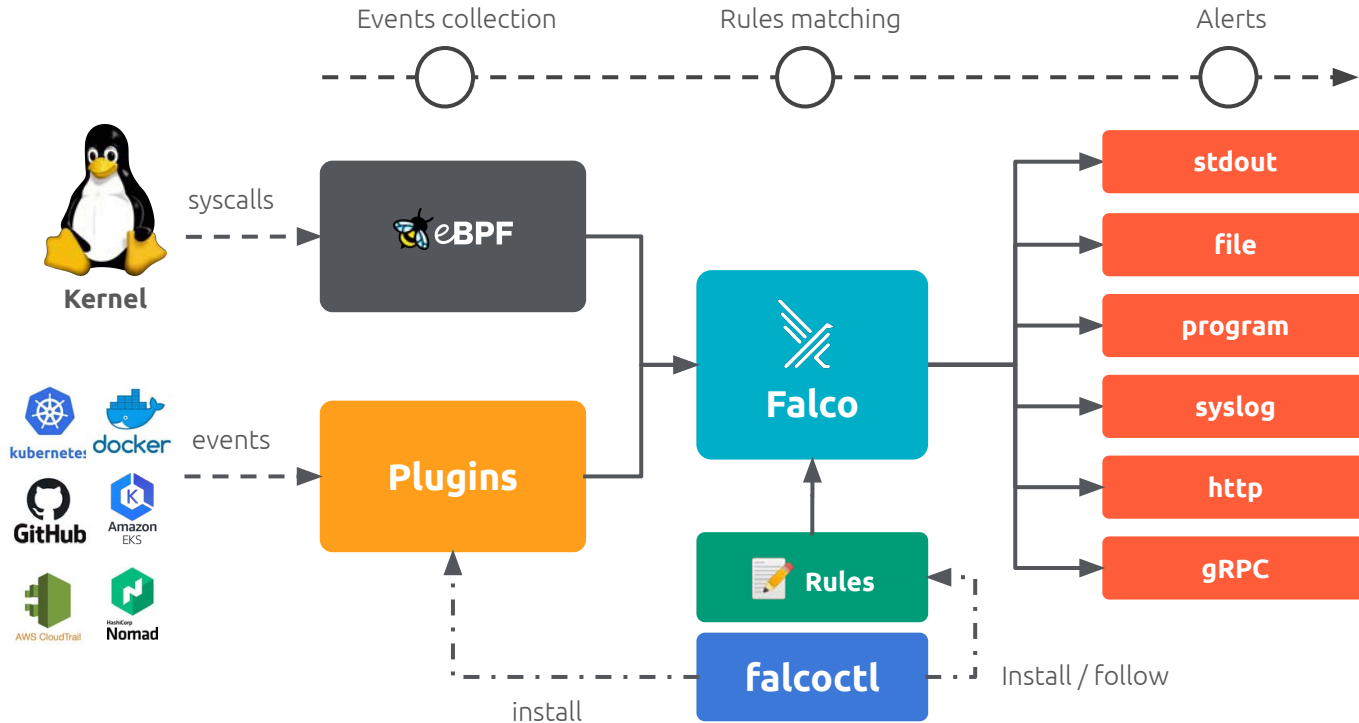 Events collection
Rules matching
Alerts
syscalls
Kernel
eBPF
stdout
file
program
syslog
http
gRPC
Falco
kubernetes
docker
events
GitHub
Amazon
EKS
AWS CloudTrail
HashiCorp
Nomad
Plugins
Rules
falcoctl
install
Install / follow